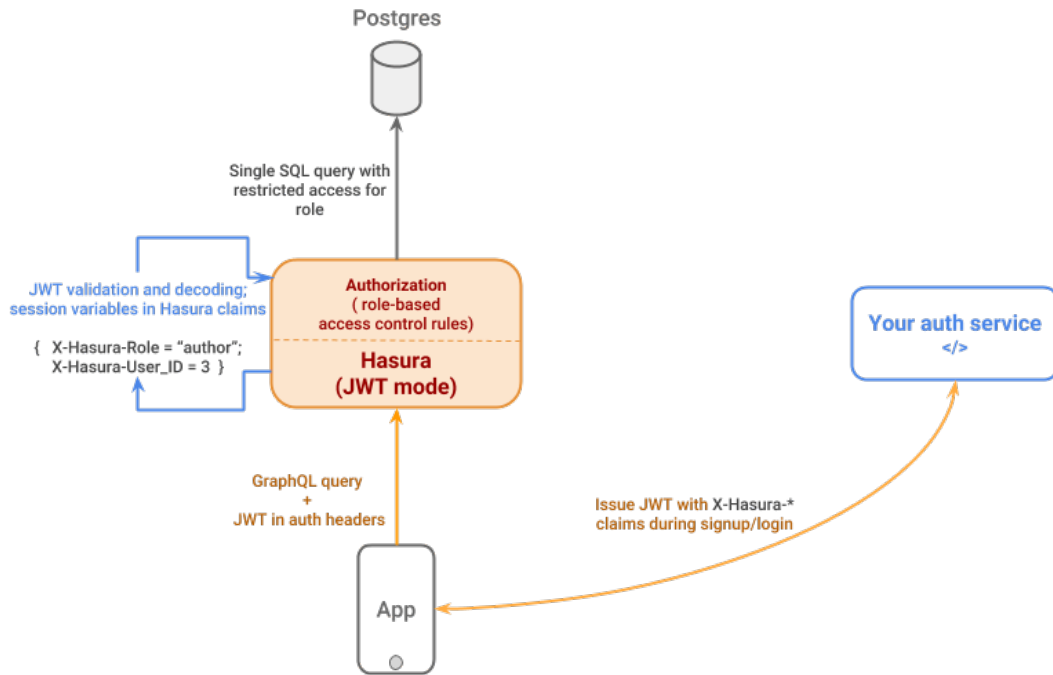 Postgres
Single SQL query with
restricted access for
role
JWT validation and decoding;
session variables in Hasura claims
{ X-Hasura-Role = “author“;
X-Hasura-User_ID = 3 }
Authorization
( role-based
access control rules)
Hasura
(JWT mode)
Your auth service
</>
GraphQL query
+
JWT in auth headers
Issue JWT with X-Hasura-*
claims during signup/login
App